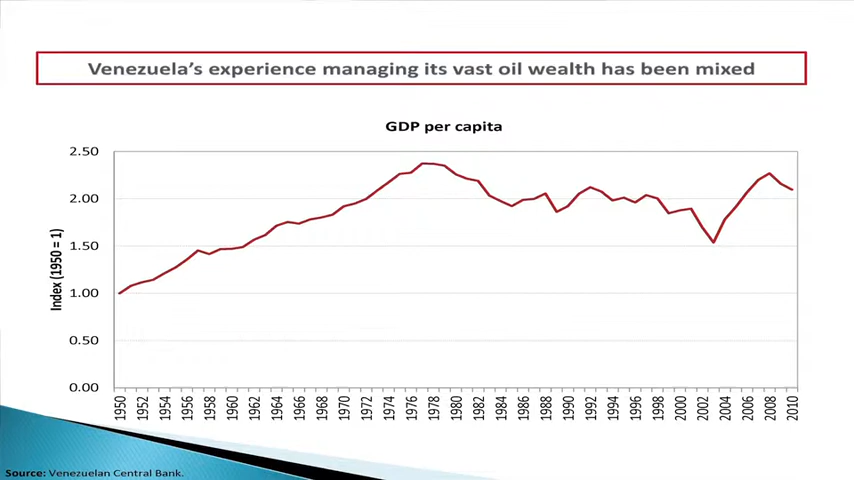 Venezuela's experience managing its vast oil wealth has been mixed
GDP per capita
Index (1950 = 1)
2.50
2.00
1.50
1.00
0.50
0.00
1950 1952 1954 1956 1958 1960 1962 1964 1966 1968 1970 1972 1974 1976 1978 1980 1982 1984 1986 1988 1990 1992 1994 1996 1998 2000 2002 2004 2006 2008 2010
Source: Venezuelan Central Bank.